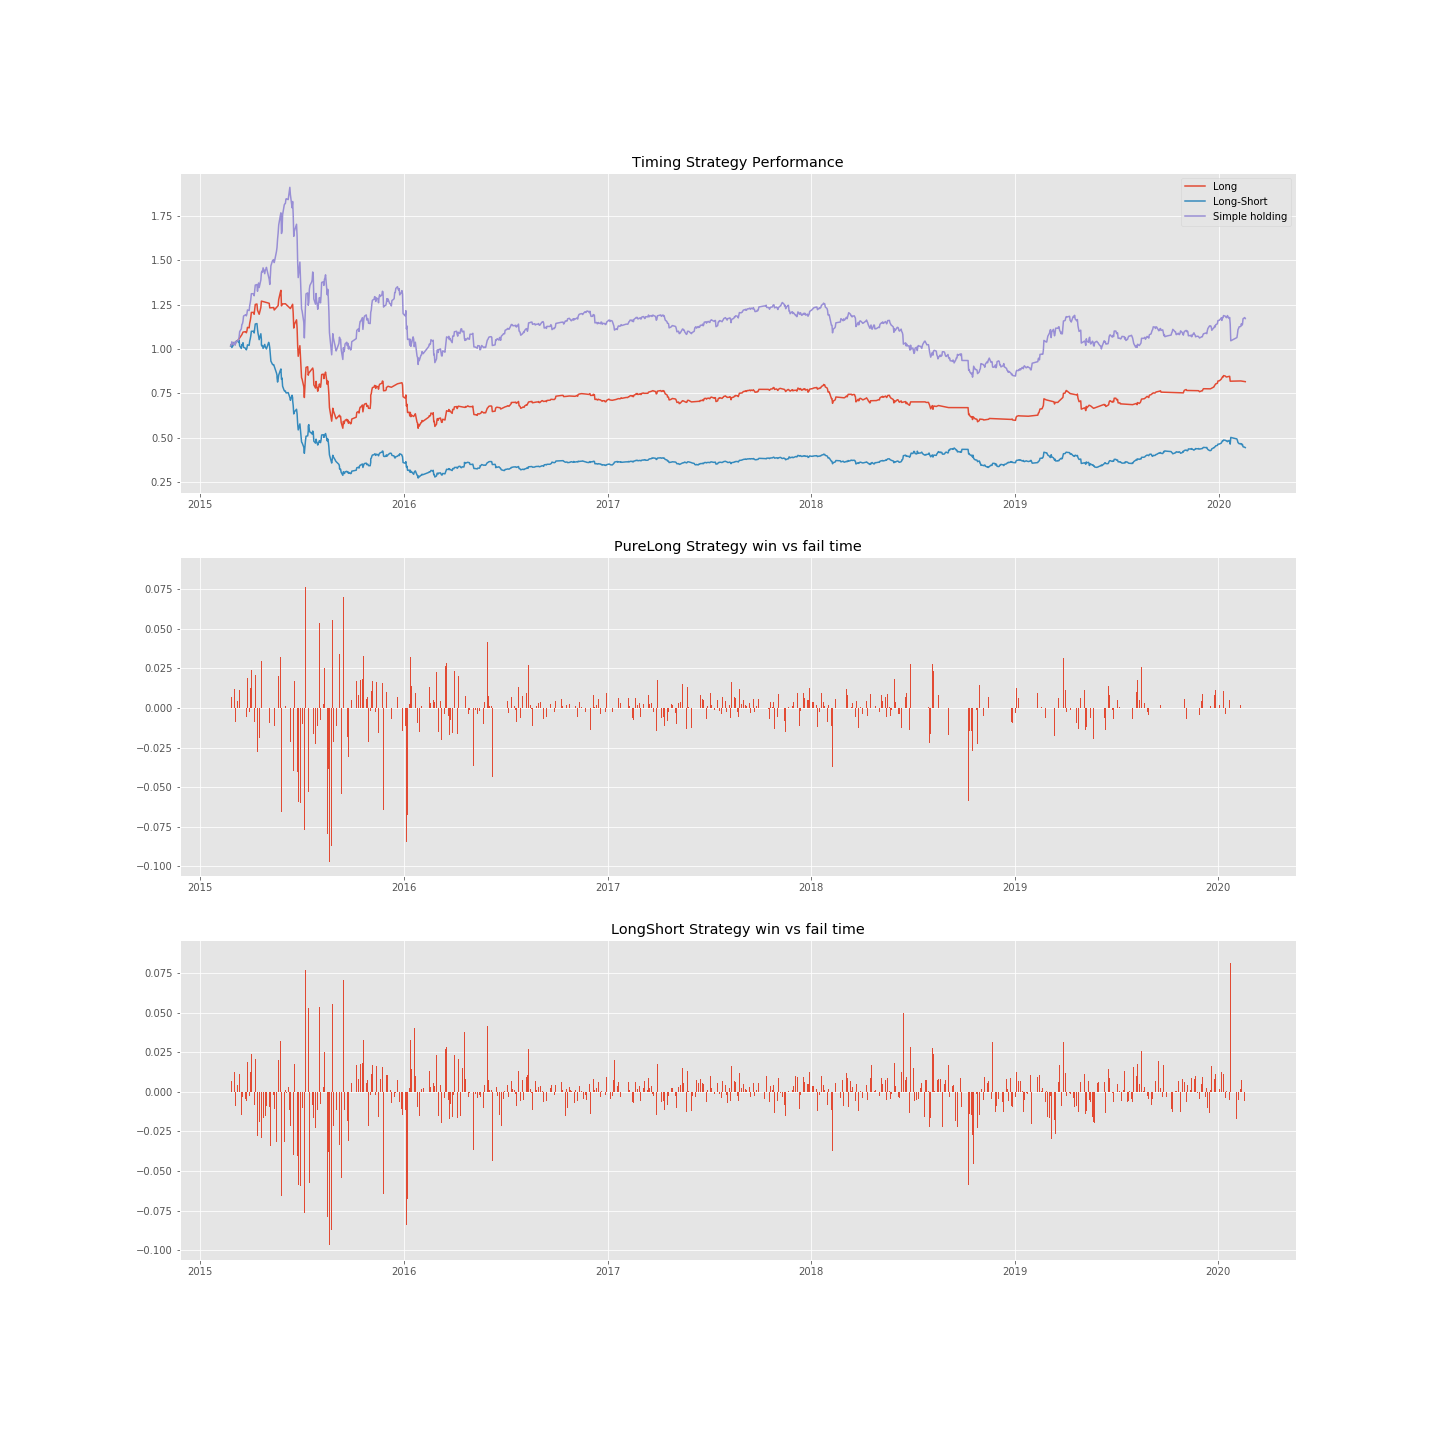 Timing Strategy Performance
Long
Long-Short
Simple holding
1.75
1.50
1.25
1.00
0.75
0.50
0.25
2015 2016 2017 2018 2019 2020
PureLong Strategy win vs fail time
0.075
0.050
0.025
0.000
−0.025
−0.050
−0.075
−0.100
2015 2016 2017 2018 2019 2020
LongShort Strategy win vs fail time
0.075
0.050
0.025
0.000
−0.025
−0.050
−0.075
−0.100
2015 2016 2017 2018 2019 2020